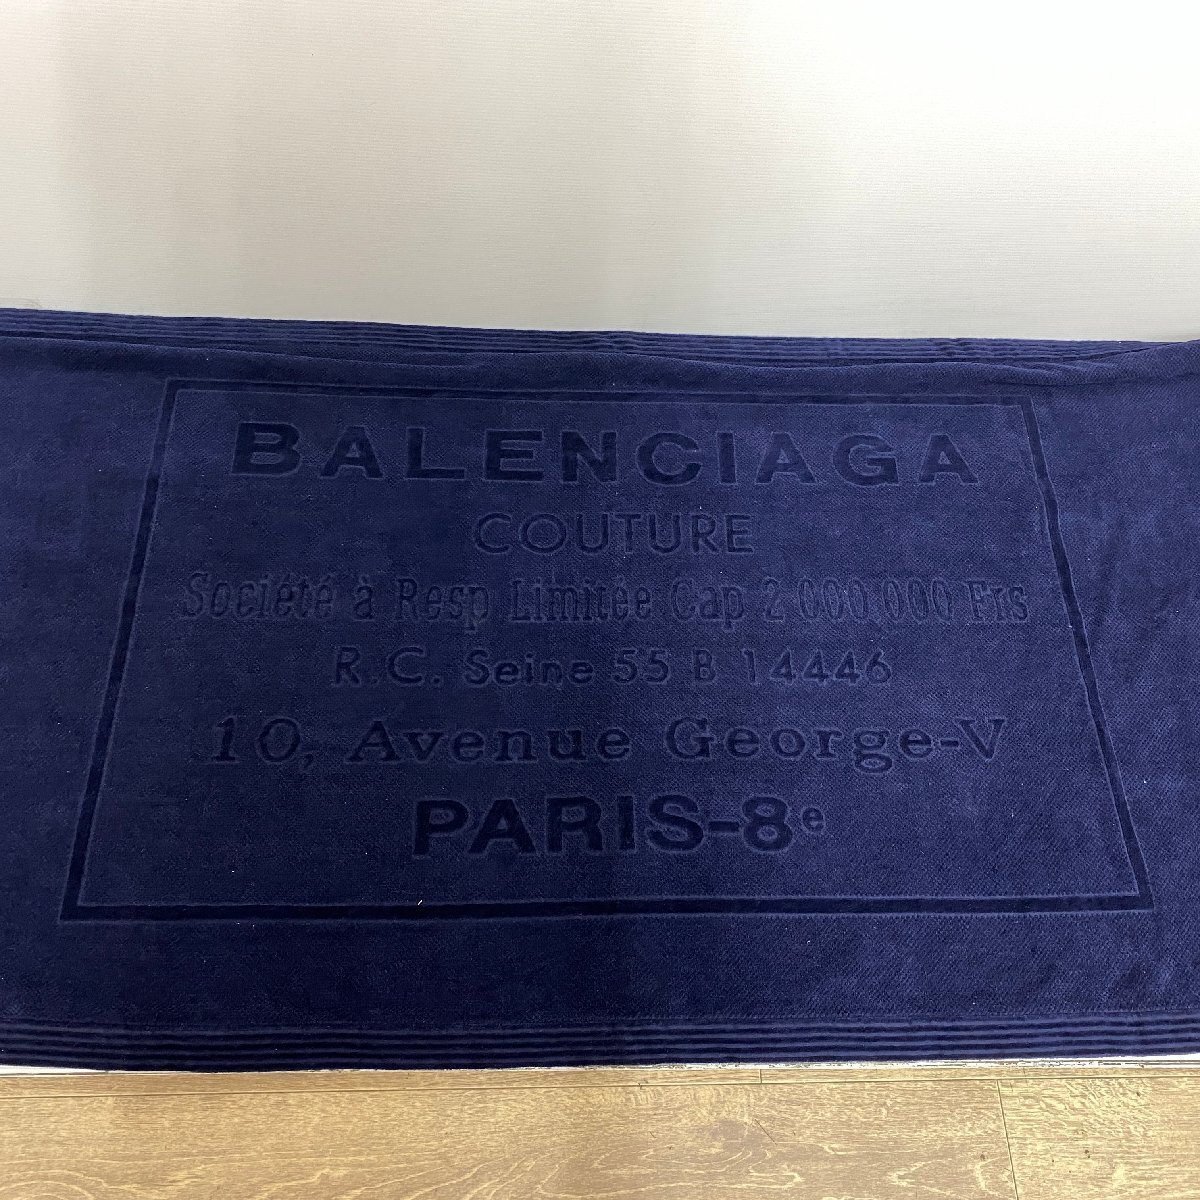 BALENCIAGA
COUTURE
Société à Resp Limitée Cap 2 000 000 Frs
R.C. Seine 55 B 14446
10, Avenue George-V
PARIS-8e